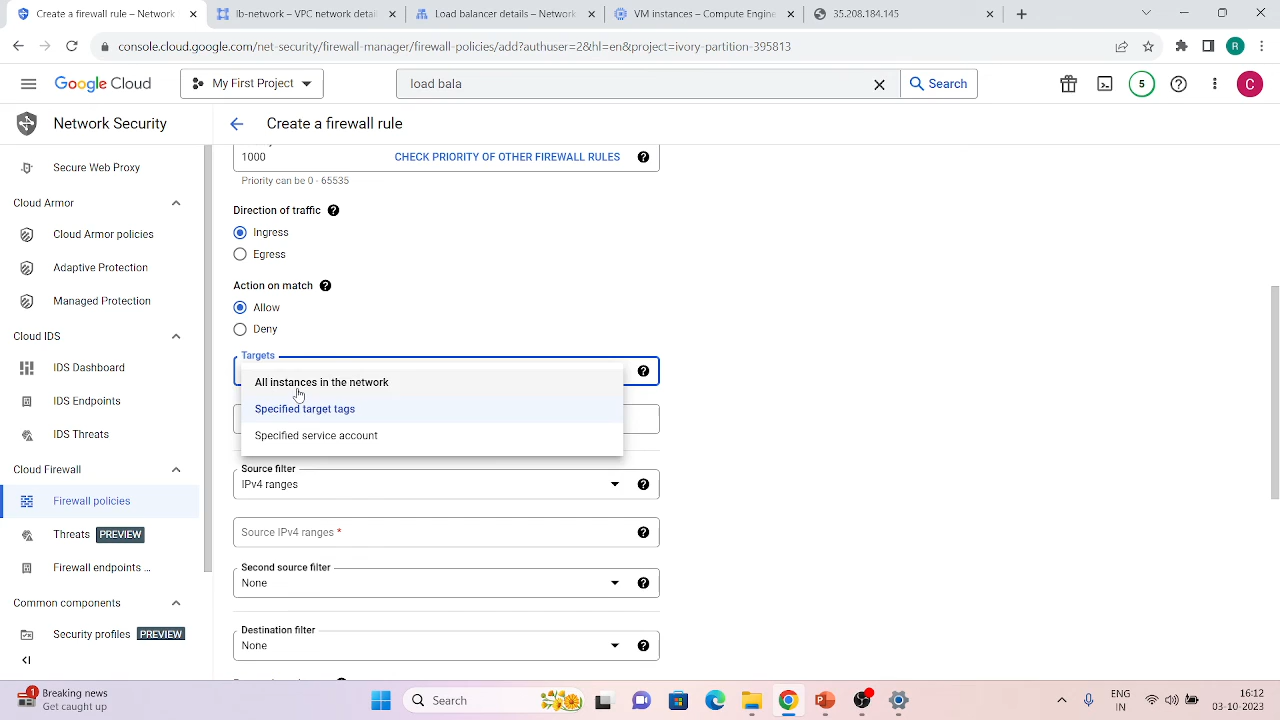 Create a firewall rule – Network
lb-network – VPC network detai
Load balancer details – Network
VM instances – Compute Engine
35.208.184.145
console.cloud.google.com/net-security/firewall-manager/firewall-policies/add?authuser=2&hl=en&project=ivory-partition-395813
R
Google Cloud
My First Project
load bala
Search
5
C
Network Security
Create a firewall rule
Secure Web Proxy
Cloud Armor
Cloud Armor policies
Adaptive Protection
Managed Protection
Cloud IDS
IDS Dashboard
IDS Endpoints
IDS Threats
Cloud Firewall
Firewall policies
Threats PREVIEW
Firewall endpoints ...
Common components
Security profiles PREVIEW
1000
CHECK PRIORITY OF OTHER FIREWALL RULES
Priority can be 0 - 65535
Direction of traffic
Ingress
Egress
Action on match
Allow
Deny
Targets
All instances in the network
Specified target tags
Specified service account
Source filter
IPv4 ranges
Source IPv4 ranges *
Second source filter
None
Destination filter
None
1
Breaking news
Get caught up
Search
ENG
IN
16:12
03-10-2023